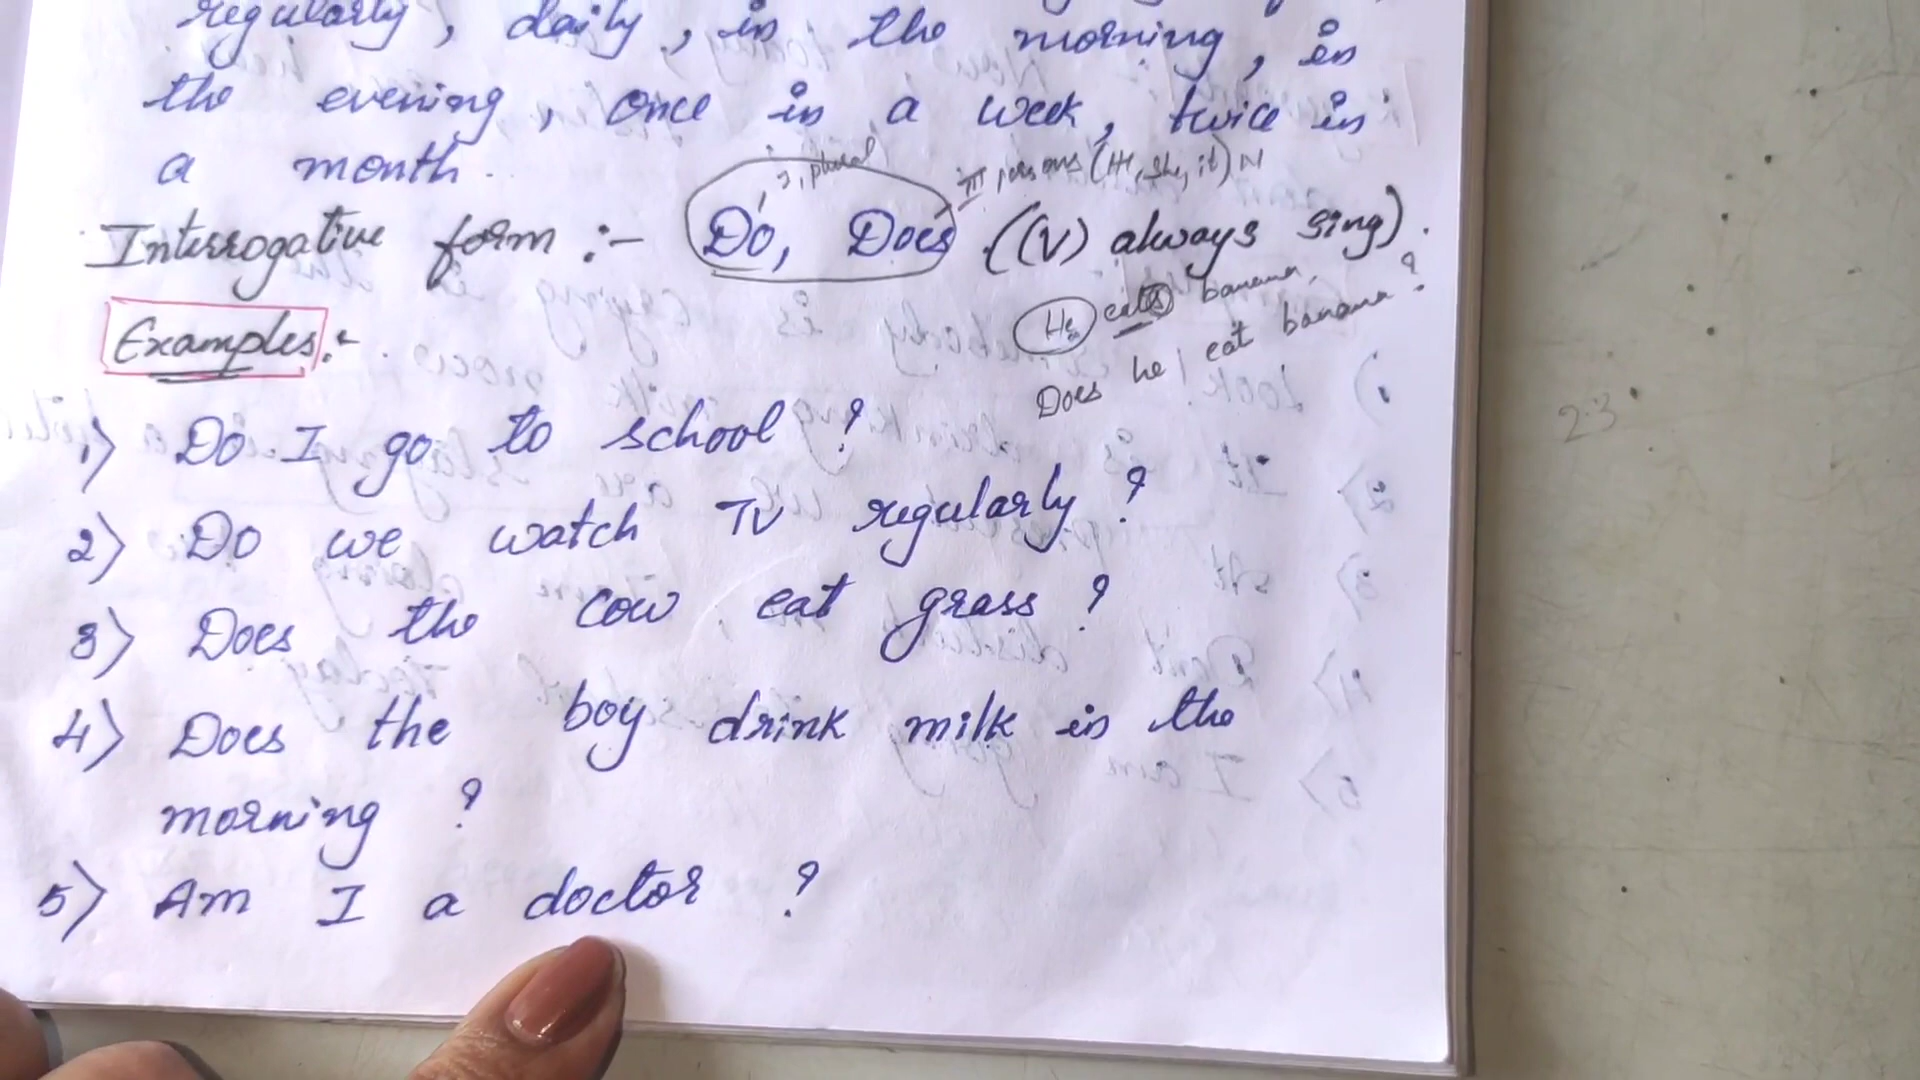 regularly, daily, in the morning, in
the evening, once in a week, twice in
a month.
I, plural
III persons (He, She, it) N
Interrogative form :- Do, Does ((V) always sing).
He eats banana.
Does he eat banana?
Examples:-
1) Do I go to school?
2) Do we watch TV regularly?
3) Does the cow eat grass?
4) Does the boy drink milk in the
morning?
5) Am I a doctor?